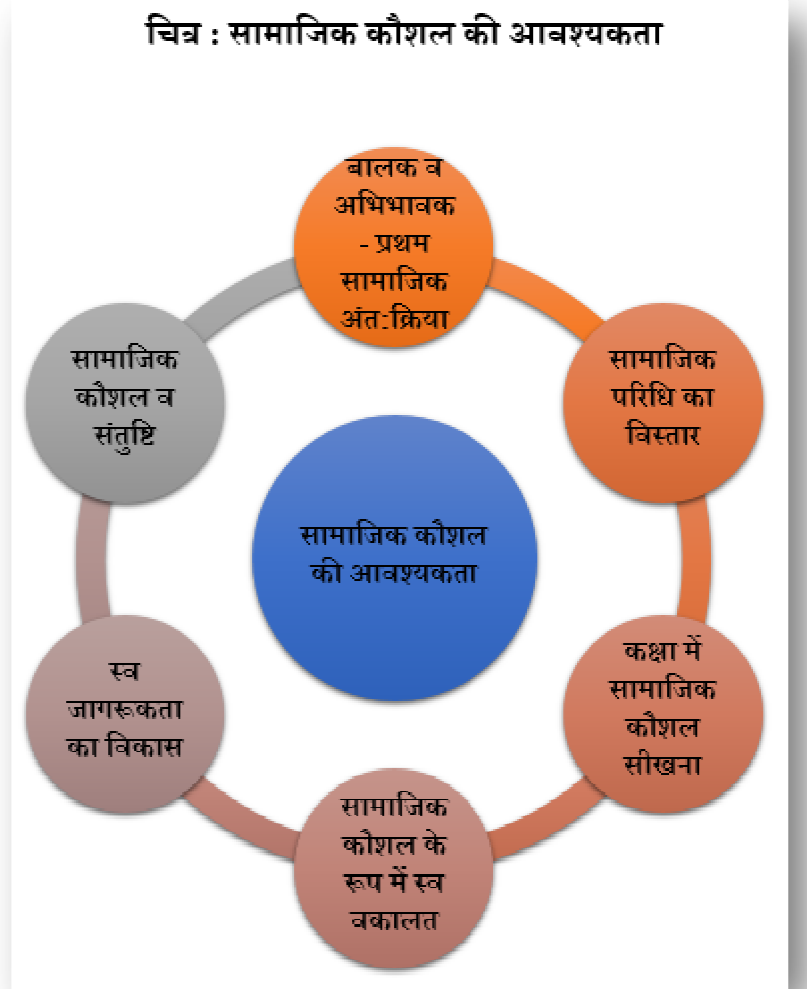 चित्र : सामाजिक कौशल की आवश्यकता
बालक व
अभिभावक
- प्रथम
सामाजिक
अंत:क्रिया
सामाजिक
परिधि का
विस्तार
कक्षा में
सामाजिक
कौशल
सीखना
सामाजिक
कौशल के
रूप में स्व
वकालत
स्व
जागरूकता
का विकास
सामाजिक
कौशल व
संतुष्टि
सामाजिक कौशल
की आवश्यकता